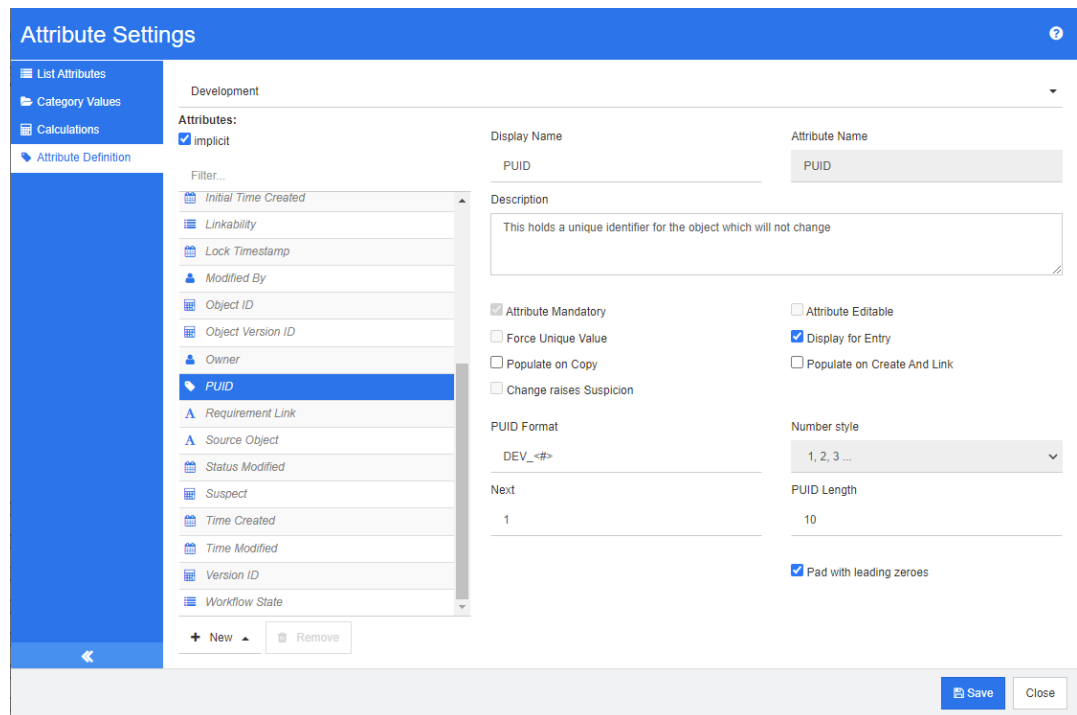 Attribute Settings
List Attributes
Category Values
Calculations
Attribute Definition
Development
Attributes:
implicit
Filter...
Initial Time Created
Linkability
Lock Timestamp
Modified By
Object ID
Object Version ID
Owner
PUID
Requirement Link
Source Object
Status Modified
Suspect
Time Created
Time Modified
Version ID
Workflow State
New
Remove
Display Name
Attribute Name
PUID
PUID
Description
This holds a unique identifier for the object which will not change
Attribute Mandatory
Attribute Editable
Force Unique Value
Display for Entry
Populate on Copy
Populate on Create And Link
Change raises Suspicion
PUID Format
Number style
DEV_<#>
1, 2, 3 ...
Next
PUID Length
1
10
Pad with leading zeroes
Save
Close